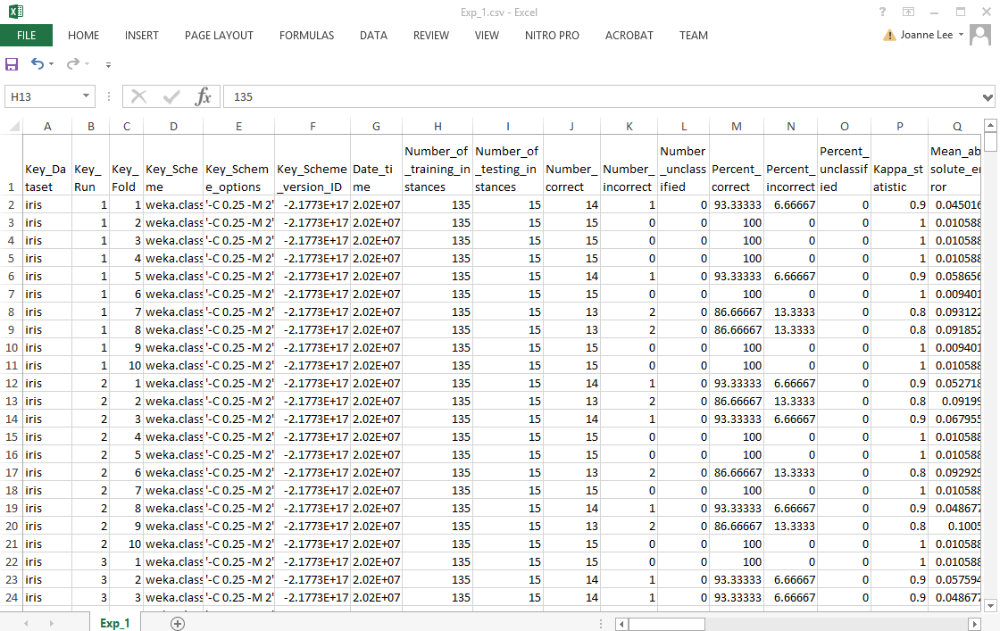 Exp_1.csv - Excel
?
FILE HOME INSERT PAGE LAYOUT FORMULAS DATA REVIEW VIEW NITRO PRO ACROBAT TEAM Joanne Lee
H13 fx 135
A B C D E F G H I J K L M N O P Q
1 Key_Dataset Key_Run Key_Fold Key_Scheme Key_Scheme_options Key_Scheme_version_ID Date_time Number_of_training_instances Number_of_testing_instances Number_correct Number_incorrect Number_unclassified Percent_correct Percent_incorrect Percent_unclassified Kappa_statistic Mean_absolute_error
2 iris 1 1 weka.class '-C 0.25 -M 2' -2.1773E+17 2.02E+07 135 15 14 1 0 93.33333 6.66667 0 0.9 0.045016
3 iris 1 2 weka.class '-C 0.25 -M 2' -2.1773E+17 2.02E+07 135 15 15 0 0 100 0 0 1 0.010588
4 iris 1 3 weka.class '-C 0.25 -M 2' -2.1773E+17 2.02E+07 135 15 15 0 0 100 0 0 1 0.010588
5 iris 1 4 weka.class '-C 0.25 -M 2' -2.1773E+17 2.02E+07 135 15 15 0 0 100 0 0 1 0.010588
6 iris 1 5 weka.class '-C 0.25 -M 2' -2.1773E+17 2.02E+07 135 15 14 1 0 93.33333 6.66667 0 0.9 0.058656
7 iris 1 6 weka.class '-C 0.25 -M 2' -2.1773E+17 2.02E+07 135 15 15 0 0 100 0 0 1 0.009401
8 iris 1 7 weka.class '-C 0.25 -M 2' -2.1773E+17 2.02E+07 135 15 13 2 0 86.66667 13.3333 0 0.8 0.093122
9 iris 1 8 weka.class '-C 0.25 -M 2' -2.1773E+17 2.02E+07 135 15 13 2 0 86.66667 13.3333 0 0.8 0.091852
10 iris 1 9 weka.class '-C 0.25 -M 2' -2.1773E+17 2.02E+07 135 15 15 0 0 100 0 0 1 0.009401
11 iris 1 10 weka.class '-C 0.25 -M 2' -2.1773E+17 2.02E+07 135 15 15 0 0 100 0 0 1 0.010588
12 iris 2 1 weka.class '-C 0.25 -M 2' -2.1773E+17 2.02E+07 135 15 14 1 0 93.33333 6.66667 0 0.9 0.052718
13 iris 2 2 weka.class '-C 0.25 -M 2' -2.1773E+17 2.02E+07 135 15 13 2 0 86.66667 13.3333 0 0.8 0.09199
14 iris 2 3 weka.class '-C 0.25 -M 2' -2.1773E+17 2.02E+07 135 15 14 1 0 93.33333 6.66667 0 0.9 0.067955
15 iris 2 4 weka.class '-C 0.25 -M 2' -2.1773E+17 2.02E+07 135 15 15 0 0 100 0 0 1 0.010588
16 iris 2 5 weka.class '-C 0.25 -M 2' -2.1773E+17 2.02E+07 135 15 15 0 0 100 0 0 1 0.010588
17 iris 2 6 weka.class '-C 0.25 -M 2' -2.1773E+17 2.02E+07 135 15 13 2 0 86.66667 13.3333 0 0.8 0.092929
18 iris 2 7 weka.class '-C 0.25 -M 2' -2.1773E+17 2.02E+07 135 15 15 0 0 100 0 0 1 0.010588
19 iris 2 8 weka.class '-C 0.25 -M 2' -2.1773E+17 2.02E+07 135 15 14 1 0 93.33333 6.66667 0 0.9 0.048677
20 iris 2 9 weka.class '-C 0.25 -M 2' -2.1773E+17 2.02E+07 135 15 13 2 0 86.66667 13.3333 0 0.8 0.1005
21 iris 2 10 weka.class '-C 0.25 -M 2' -2.1773E+17 2.02E+07 135 15 15 0 0 100 0 0 1 0.010588
22 iris 3 1 weka.class '-C 0.25 -M 2' -2.1773E+17 2.02E+07 135 15 15 0 0 100 0 0 1 0.010588
23 iris 3 2 weka.class '-C 0.25 -M 2' -2.1773E+17 2.02E+07 135 15 14 1 0 93.33333 6.66667 0 0.9 0.057594
24 iris 3 3 weka.class '-C 0.25 -M 2' -2.1773E+17 2.02E+07 135 15 14 1 0 93.33333 6.66667 0 0.9 0.048677
Exp_1